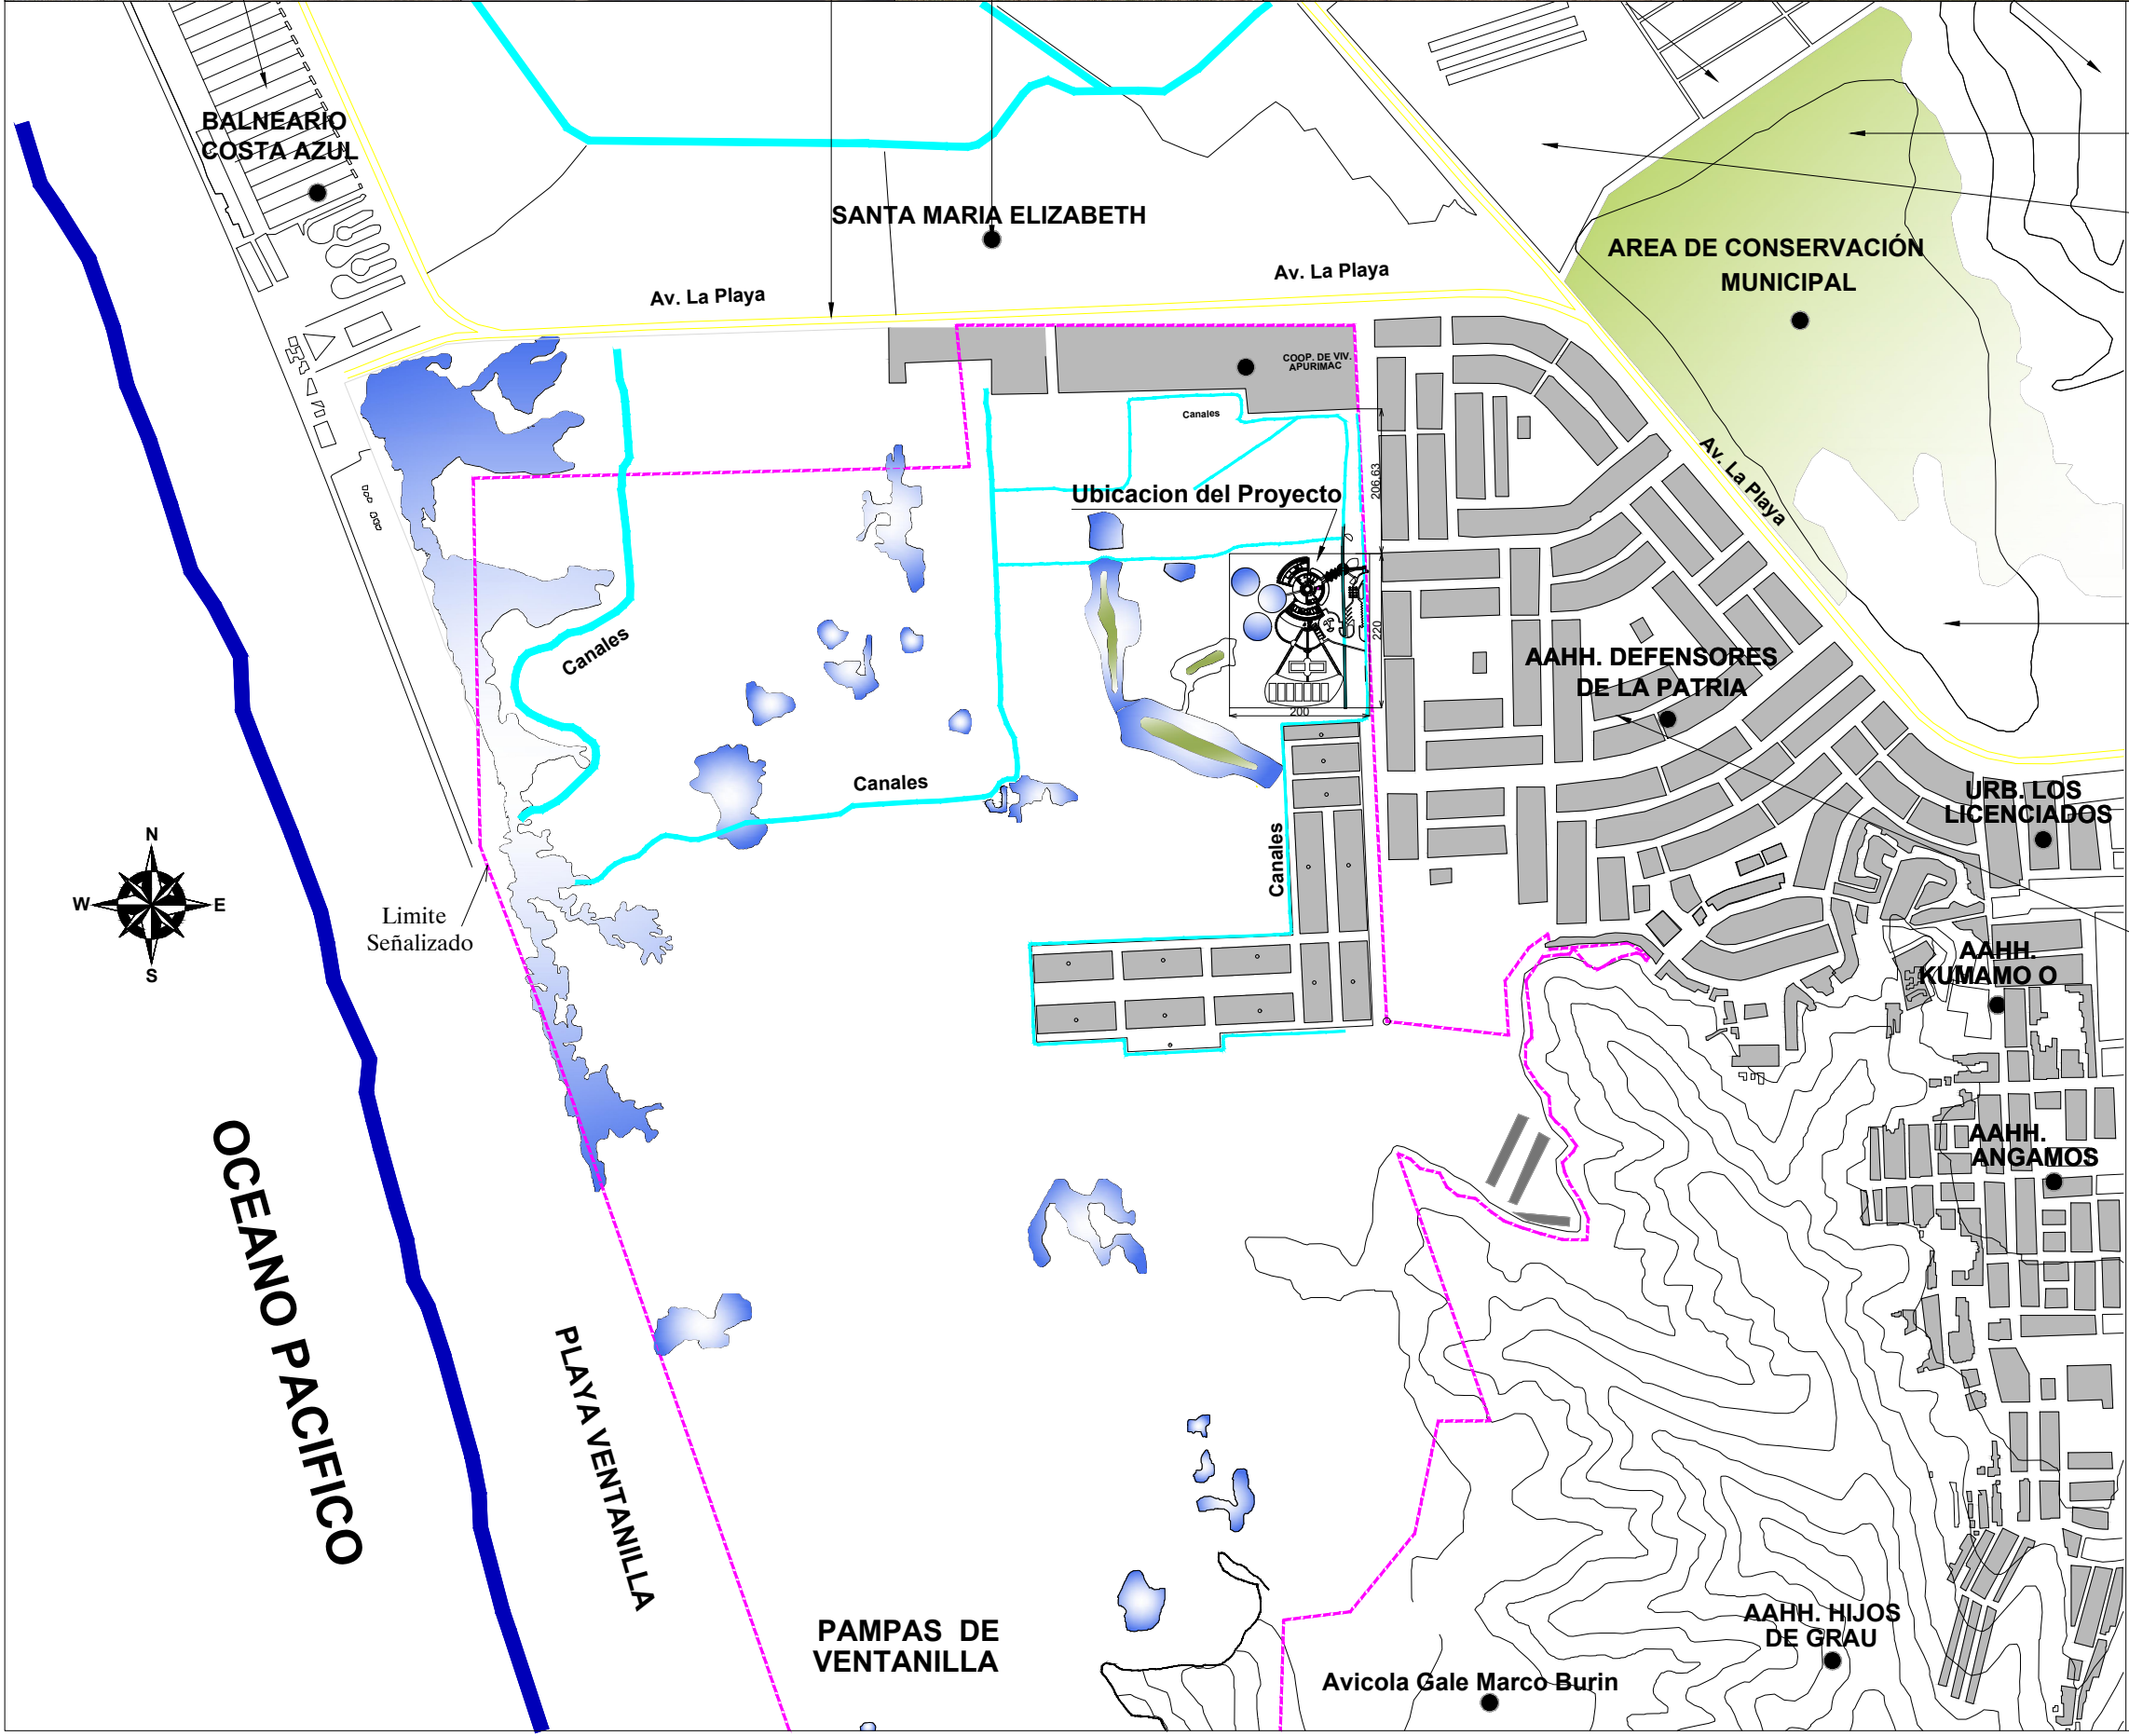 BALNEARIO
COSTA AZUL
SANTA MARIA ELIZABETH
Av. La Playa
Av. La Playa
AREA DE CONSERVACIÓN
MUNICIPAL
COOP. DE VIV.
APURIMAC
Canales
Av. La Playa
206.63
Ubicacion del Proyecto
220
200
Canales
AAHH. DEFENSORES
DE LA PATRIA
Canales
URB. LOS
LICENCIADOS
Canales
N
W
E
S
Limite
Señalizado
AAHH.
KUMAMO O
AAHH.
ANGAMOS
OCEANO PACIFICO
PLAYA VENTANILLA
PAMPAS DE
VENTANILLA
AAHH. HIJOS
DE GRAU
Avicola Gale Marco Burin